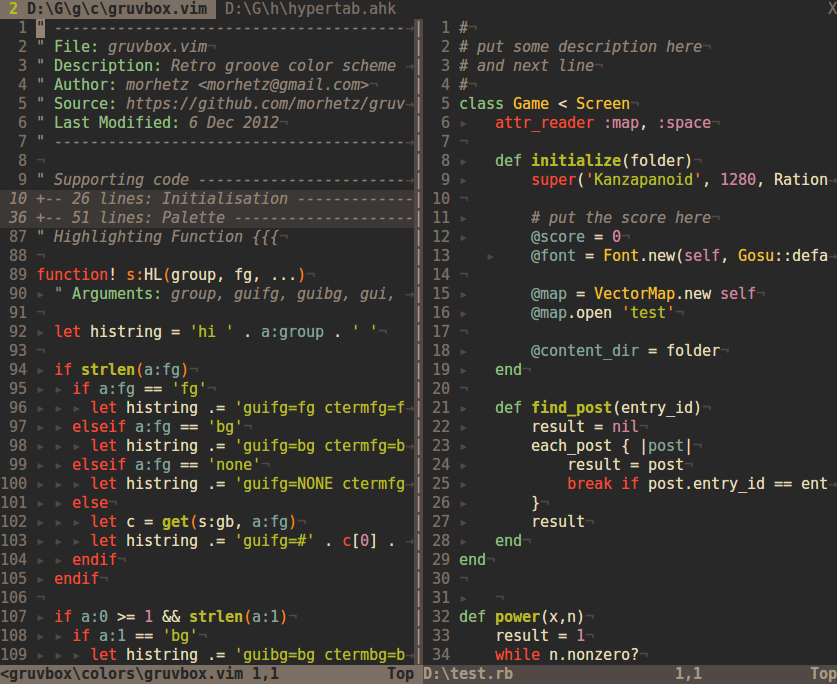 2 D:\G\g\c\gruvbox.vim  D:\G\h\hypertab.ahk  X
1 " ---------------------------------------→
2 " File: gruvbox.vim¬
3 " Description: Retro groove color scheme →
4 " Author: morhetz <morhetz@gmail.com>¬
5 " Source: https://github.com/morhetz/gruv→
6 " Last Modified: 6 Dec 2012¬
7 " ---------------------------------------→
8 ¬
9 " Supporting code -----------------------→
10 +-- 26 lines: Initialisation -------------
36 +-- 51 lines: Palette --------------------
87 " Highlighting Function {{{¬
88 ¬
89 function! s:HL(group, fg, ...)¬
90 ▸ " Arguments: group, guifg, guibg, gui, →
91 ¬
92 ▸ let histring = 'hi ' . a:group . ' '¬
93 ¬
94 ▸ if strlen(a:fg)¬
95 ▸ ▸ if a:fg == 'fg'¬
96 ▸ ▸ ▸ let histring .= 'guifg=fg ctermfg=f→
97 ▸ ▸ elseif a:fg == 'bg'¬
98 ▸ ▸ ▸ let histring .= 'guifg=bg ctermfg=b→
99 ▸ ▸ elseif a:fg == 'none'¬
100 ▸ ▸ ▸ let histring .= 'guifg=NONE ctermfg→
101 ▸ ▸ else¬
102 ▸ ▸ ▸ let c = get(s:gb, a:fg)¬
103 ▸ ▸ ▸ let histring .= 'guifg=#' . c[0] . →
104 ▸ ▸ endif¬
105 ▸ endif¬
106 ¬
107 ▸ if a:0 >= 1 && strlen(a:1)¬
108 ▸ ▸ if a:1 == 'bg'¬
109 ▸ ▸ ▸ let histring .= 'guibg=bg ctermbg=b→
<gruvbox\colors\gruvbox.vim 1,1 Top
1 #¬
2 # put some description here¬
3 # and next line¬
4 #¬
5 class Game < Screen¬
6 ▸ attr_reader :map, :space¬
7 ¬
8 ▸ def initialize(folder)¬
9 ▸ super('Kanzapanoid', 1280, Ration→
10 ¬
11 ▸ # put the score here¬
12 ▸ @score = 0¬
13 ▸ @font = Font.new(self, Gosu::defa→
14 ¬
15 ▸ @map = VectorMap.new self¬
16 ▸ @map.open 'test'¬
17 ¬
18 ▸ @content_dir = folder¬
19 ▸ end¬
20 ¬
21 ▸ def find_post(entry_id)¬
22 ▸ result = nil¬
23 ▸ each_post { |post|¬
24 ▸ result = post¬
25 ▸ break if post.entry_id == ent→
26 ▸ }¬
27 ▸ result¬
28 ▸ end¬
29 end¬
30 ¬
31 ▸ ¬
32 def power(x,n)¬
33 result = 1¬
34 while n.nonzero?¬
D:\test.rb 1,1 Top